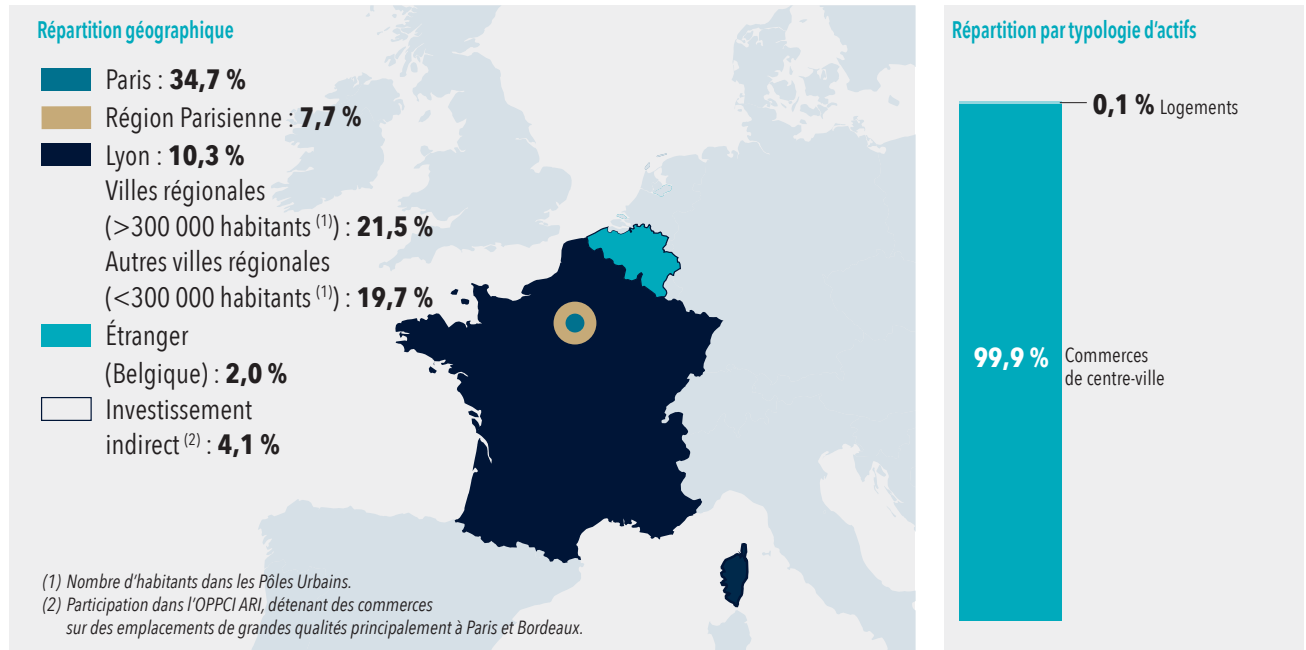 Répartition géographique
Paris : 34,7 %
Région Parisienne : 7,7 %
Lyon : 10,3 %
Villes régionales
(>300 000 habitants (1)) : 21,5 %
Autres villes régionales
(<300 000 habitants (1)) : 19,7 %
Étranger
(Belgique) : 2,0 %
Investissement
indirect (2) : 4,1 %
(1) Nombre d'habitants dans les Pôles Urbains.
(2) Participation dans l'OPPCI ARI, détenant des commerces
sur des emplacements de grandes qualités principalement à Paris et Bordeaux.
Répartition par typologie d'actifs
0,1 % Logements
99,9 % Commerces
de centre-ville